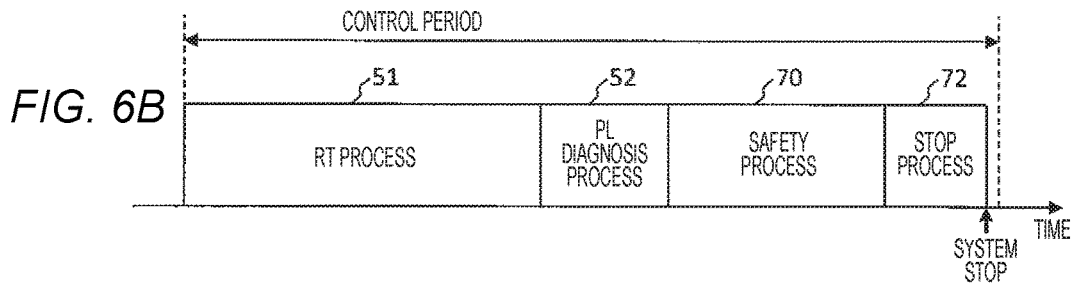 CONTROL PERIOD
51
52
70
72
FIG. 6B
RT PROCESS
PL
DIAGNOSIS
PROCESS
SAFETY
PROCESS
STOP
PROCESS
TIME
SYSTEM
STOP